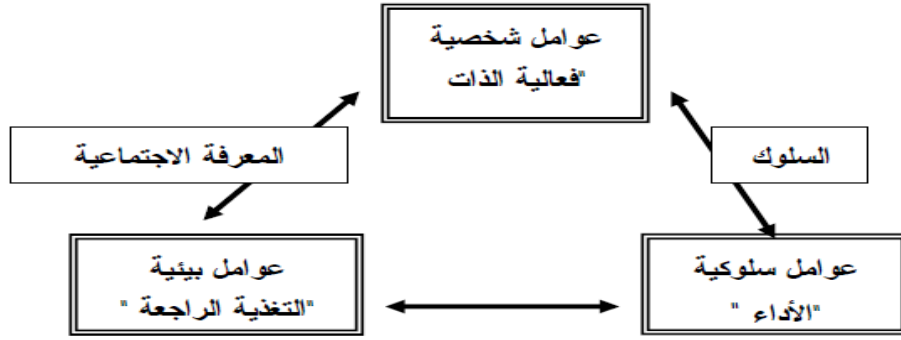 عوامل شخصية
"فعالية الذات
السلوك
المعرفة الاجتماعية
عوامل سلوكية
"الأداء "
عوامل بيئية
"التغذية الراجعة "